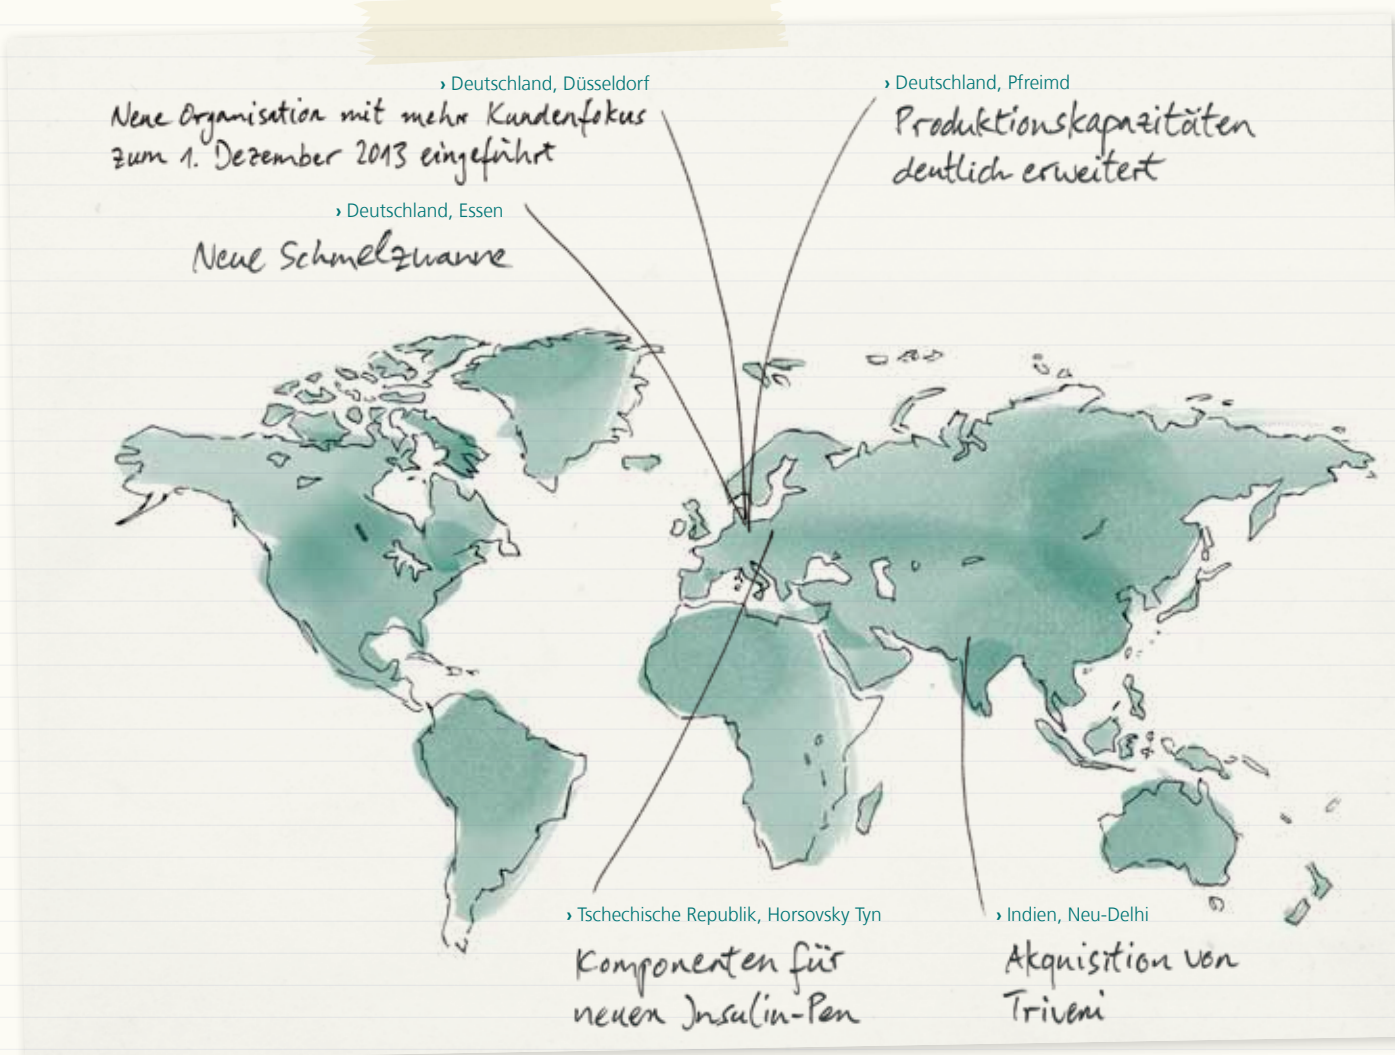 › Deutschland, Düsseldorf
Neue Organisation mit mehr Kundenfokus
zum 1. Dezember 2013 eingeführt
› Deutschland, Pfreimd
Produktionskapazitäten
deutlich erweitert
› Deutschland, Essen
Neue Schmelzwanne
› Tschechische Republik, Horsovsky Tyn
Komponenten für
neuen Insulin-Pen
› Indien, Neu-Delhi
Akquisition von
Triveni